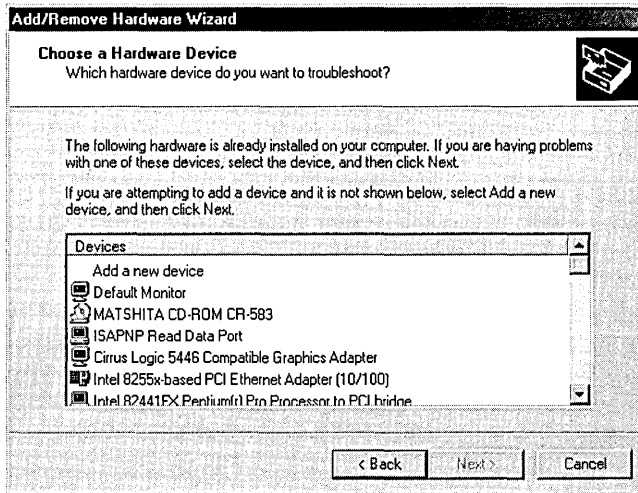 Add/Remove Hardware Wizard
Choose a Hardware Device
Which hardware device do you want to troubleshoot?
The following hardware is already installed on your computer. If you are having problems
with one of these devices, select the device, and then click Next.
If you are attempting to add a device and it is not shown below, select Add a new
device, and then click Next.
Devices
Add a new device
Default Monitor
MATSHITA CD-ROM CR-583
ISAPNP Read Data Port
Cirrus Logic 5446 Compatible Graphics Adapter
Intel 8255x-based PCI Ethernet Adapter (10/100)
Intel 82441FX Pentium(r) Pro Processor to PCI bridge
< Back
Next >
Cancel